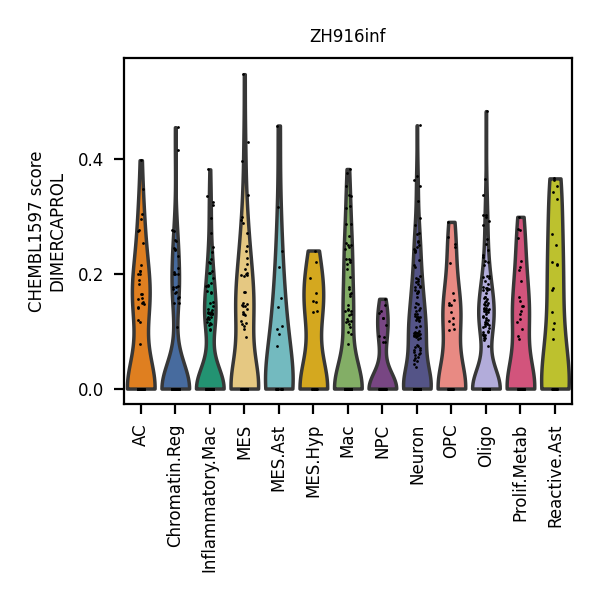 ZH916inf
CHEMBL1597 score
DIMERCAPROL
0.4
0.2
0.0
AC
Chromatin.Reg
Inflammatory.Mac
MES
MES.Ast
MES.Hyp
Mac
NPC
Neuron
OPC
Oligo
Prolif.Metab
Reactive.Ast